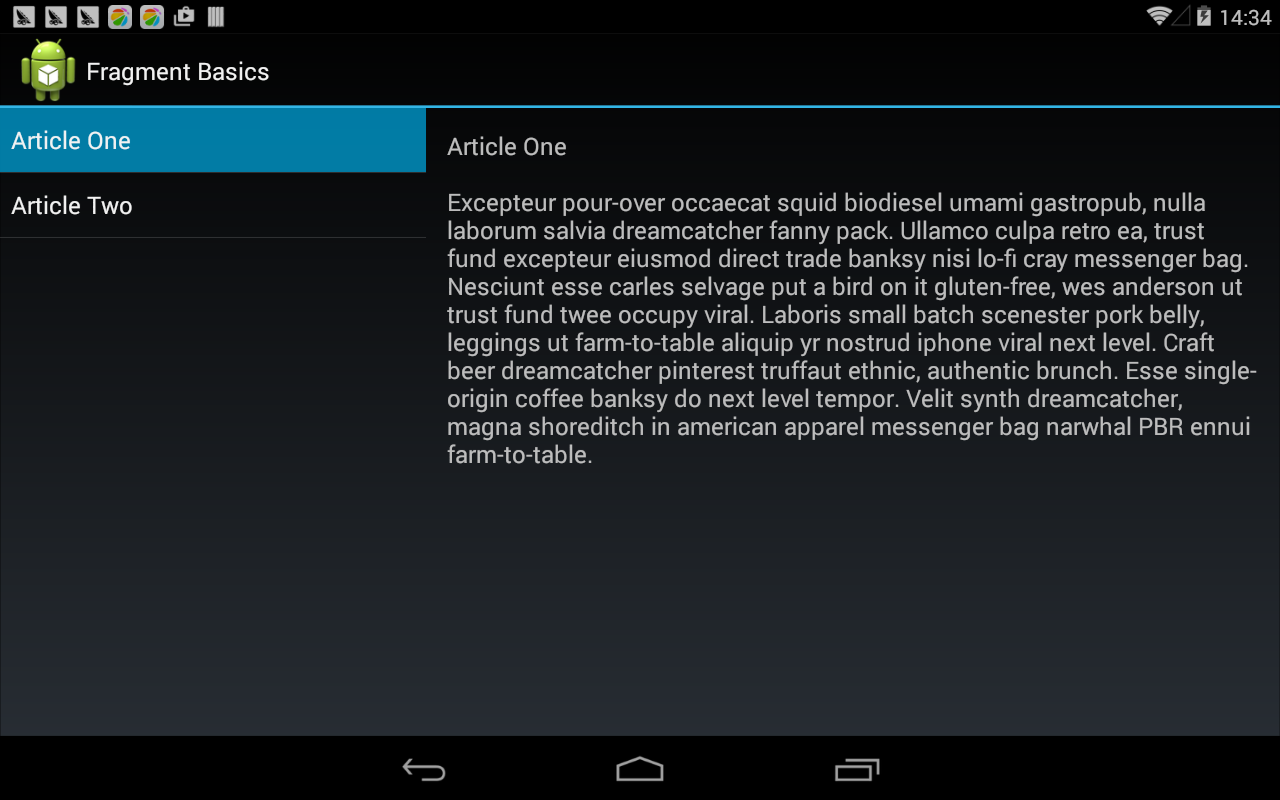 14:34
Fragment Basics
Article One
Article Two
Article One
Excepteur pour-over occaecat squid biodiesel umami gastropub, nulla
laborum salvia dreamcatcher fanny pack. Ullamco culpa retro ea, trust
fund excepteur eiusmod direct trade banksy nisi lo-fi cray messenger bag.
Nesciunt esse carles selvage put a bird on it gluten-free, wes anderson ut
trust fund twee occupy viral. Laboris small batch scenester pork belly,
leggings ut farm-to-table aliquip yr nostrud iphone viral next level. Craft
beer dreamcatcher pinterest truffaut ethnic, authentic brunch. Esse single-
origin coffee banksy do next level tempor. Velit synth dreamcatcher,
magna shoreditch in american apparel messenger bag narwhal PBR ennui
farm-to-table.